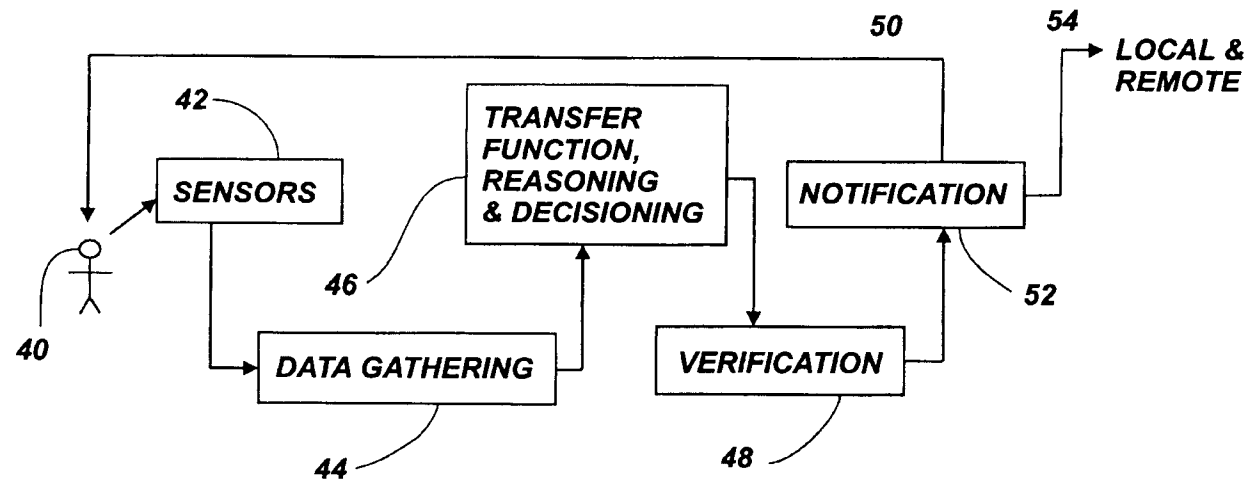 50
54
LOCAL &
REMOTE
42
TRANSFER
FUNCTION,
REASONING
& DECISIONING
SENSORS
NOTIFICATION
46
52
40
DATA GATHERING
VERIFICATION
44
48